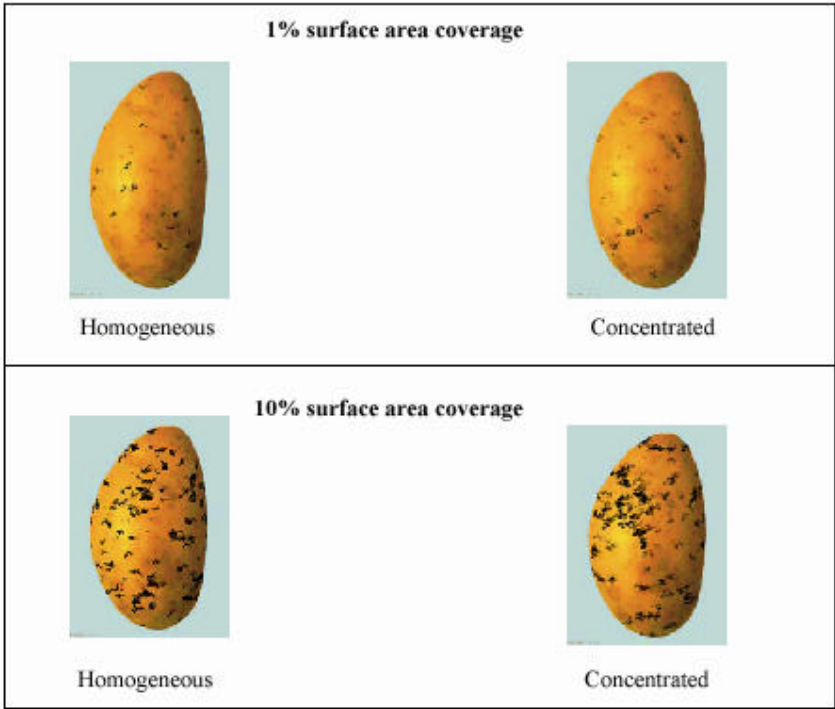 1% surface area coverage
Homogeneous
Concentrated
10% surface area coverage
Homogeneous
Concentrated